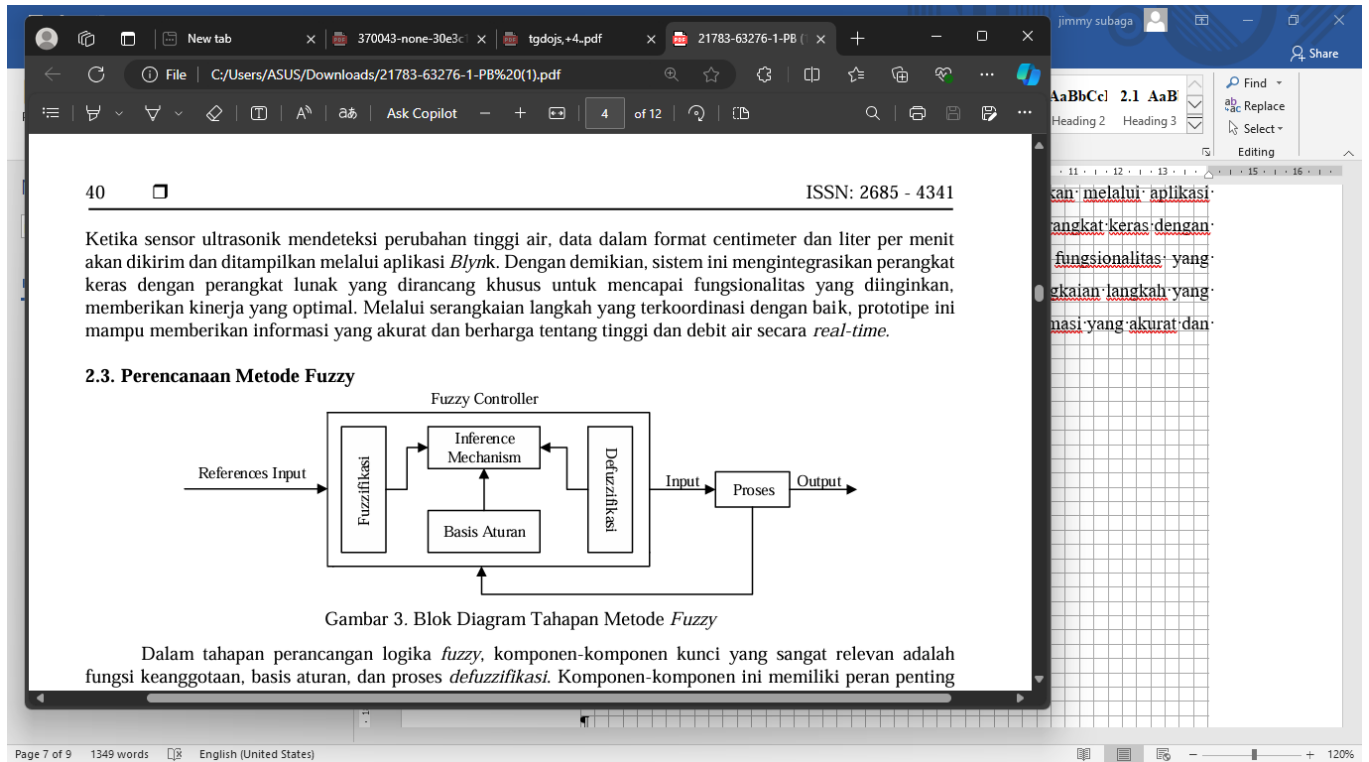 jimmy subaga
Share
New tab
370043-none-30e3c1
tgdojs,+4..pdf
21783-63276-1-PB (1
File
C:/Users/ASUS/Downloads/21783-63276-1-PB%20(1).pdf
Ask Copilot
4
of 12
AaBbCcI 2.1 AaB
Heading 2 Heading 3
Find
Replace
Select
Editing
11 12 13 15 16
40 ISSN: 2685 - 4341
Ketika sensor ultrasonik mendeteksi perubahan tinggi air, data dalam format centimeter dan liter per menit
akan dikirim dan ditampilkan melalui aplikasi Blynk. Dengan demikian, sistem ini mengintegrasikan perangkat
keras dengan perangkat lunak yang dirancang khusus untuk mencapai fungsionalitas yang diinginkan,
memberikan kinerja yang optimal. Melalui serangkaian langkah yang terkoordinasi dengan baik, prototipe ini
mampu memberikan informasi yang akurat dan berharga tentang tinggi dan debit air secara real-time.
2.3. Perencanaan Metode Fuzzy
Fuzzy Controller
References Input
Fuzzifikasi
Inference
Mechanism
Basis Aturan
Defuzzifikasi
Input
Proses
Output
Gambar 3. Blok Diagram Tahapan Metode Fuzzy
Dalam tahapan perancangan logika fuzzy, komponen-komponen kunci yang sangat relevan adalah
fungsi keanggotaan, basis aturan, dan proses defuzzifikasi. Komponen-komponen ini memiliki peran penting
kan melalui aplikasi
rangkat keras dengan
fungsionalitas yang
gkaian langkah yang
masi yang akurat dan
Page 7 of 9 1349 words English (United States) 120%